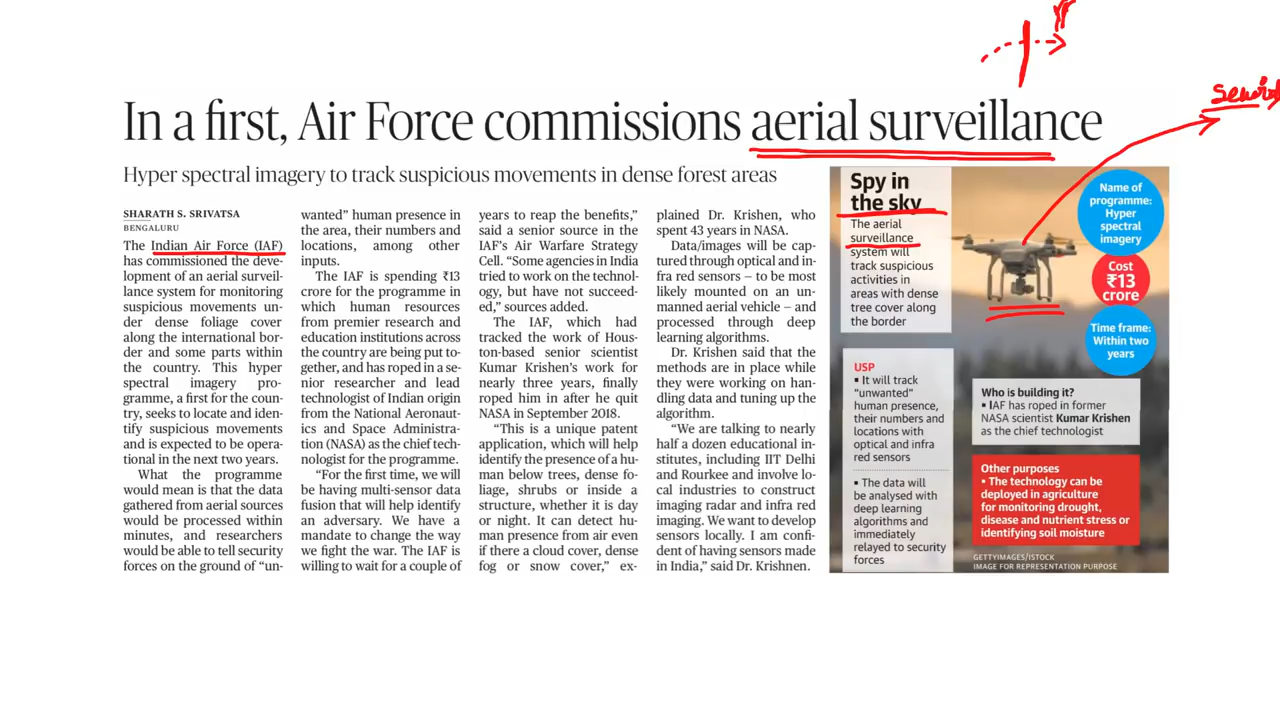 In a first, Air Force commissions aerial surveillance
Hyper spectral imagery to track suspicious movements in dense forest areas
SHARATH S. SRIVATSA
BENGALURU
The Indian Air Force (IAF)
has commissioned the deve-
lopment of an aerial surveil-
lance system for monitoring
suspicious movements un-
der dense foliage cover
along the international bor-
der and some parts within
the country. This hyper
spectral imagery pro-
gramme, a first for the coun-
try, seeks to locate and iden-
tify suspicious movements
and is expected to be opera-
tional in the next two years.
What the programme
would mean is that the data
gathered from aerial sources
would be processed within
minutes, and researchers
would be able to tell security
forces on the ground of “un-
wanted” human presence in
the area, their numbers and
locations, among other
inputs.
The IAF is spending ₹13
crore for the programme in
which human resources
from premier research and
education institutions across
the country are being put to-
gether, and has roped in a se-
nior researcher and lead
technologist of Indian origin
from the National Aeronaut-
ics and Space Administra-
tion (NASA) as the chief tech-
nologist for the programme.
“For the first time, we will
be having multi-sensor data
fusion that will help identify
an adversary. We have a
mandate to change the way
we fight the war. The IAF is
willing to wait for a couple of
years to reap the benefits,”
said a senior source in the
IAF’s Air Warfare Strategy
Cell. “Some agencies in India
tried to work on the technol-
ogy, but have not succeed-
ed,” sources added.
The IAF, which had
tracked the work of Hous-
ton-based senior scientist
Kumar Krishen’s work for
nearly three years, finally
roped him in after he quit
NASA in September 2018.
“This is a unique patent
application, which will help
identify the presence of a hu-
man below trees, dense fo-
liage, shrubs or inside a
structure, whether it is day
or night. It can detect hu-
man presence from air even
if there a cloud cover, dense
fog or snow cover,” ex-
plained Dr. Krishen, who
spent 43 years in NASA.
Data/images will be cap-
tured through optical and in-
fra red sensors – to be most
likely mounted on an un-
manned aerial vehicle – and
processed through deep
learning algorithms.
Dr. Krishen said that the
methods are in place while
they were working on han-
dling data and tuning up the
algorithm.
“We are talking to nearly
half a dozen educational in-
stitutes, including IIT Delhi
and Rourkee and involve lo-
cal industries to construct
imaging radar and infra red
imaging. We want to develop
sensors locally. I am confi-
dent of having sensors made
in India,” said Dr. Krishnen.
Spy in
the sky
The aerial
surveillance
system will
track suspicious
activities in
areas with dense
tree cover along
the border
USP
▪ It will track
“unwanted”
human presence,
their numbers and
locations with
optical and infra
red sensors
▪ The data will
be analysed with
deep learning
algorithms and
immediately
relayed to security
forces
Name of
programme:
Hyper
spectral
imagery
Cost
₹13
crore
Time frame:
Within two
years
Who is building it?
▪ IAF has roped in former
NASA scientist Kumar Krishen
as the chief technologist
Other purposes
▪ The technology can be
deployed in agriculture
for monitoring drought,
disease and nutrient stress or
identifying soil moisture
GETTYIMAGES/ISTOCK
IMAGE FOR REPRESENTATION PURPOSE